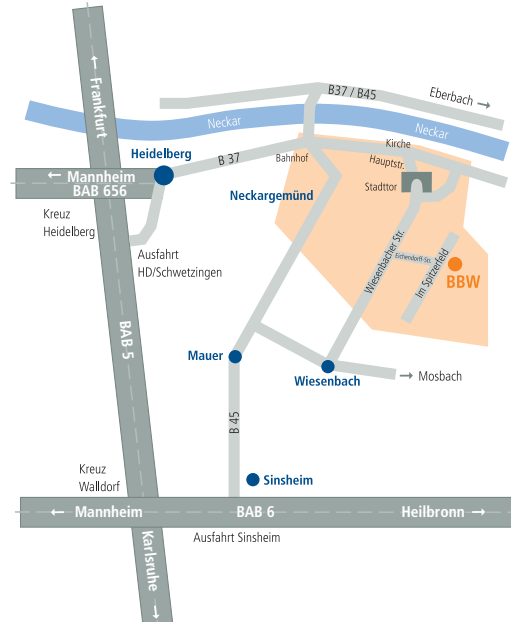 ← Frankfurt
B37 / B45
Eberbach →
Neckar
Neckar
Heidelberg
B 37
Bahnhof
Kirche
Hauptstr.
Stadttor
← Mannheim
BAB 656
Neckargemünd
Kreuz
Heidelberg
Ausfahrt
HD/Schwetzingen
Wiesenbacher Str.
Eichendorff-Str.
Im Spitzerfeld
BBW
BAB 5
Mauer
Wiesenbach
→ Mosbach
B 45
Kreuz
Walldorf
Sinsheim
← Mannheim
BAB 6
Heilbronn →
Ausfahrt Sinsheim
Karlsruhe →